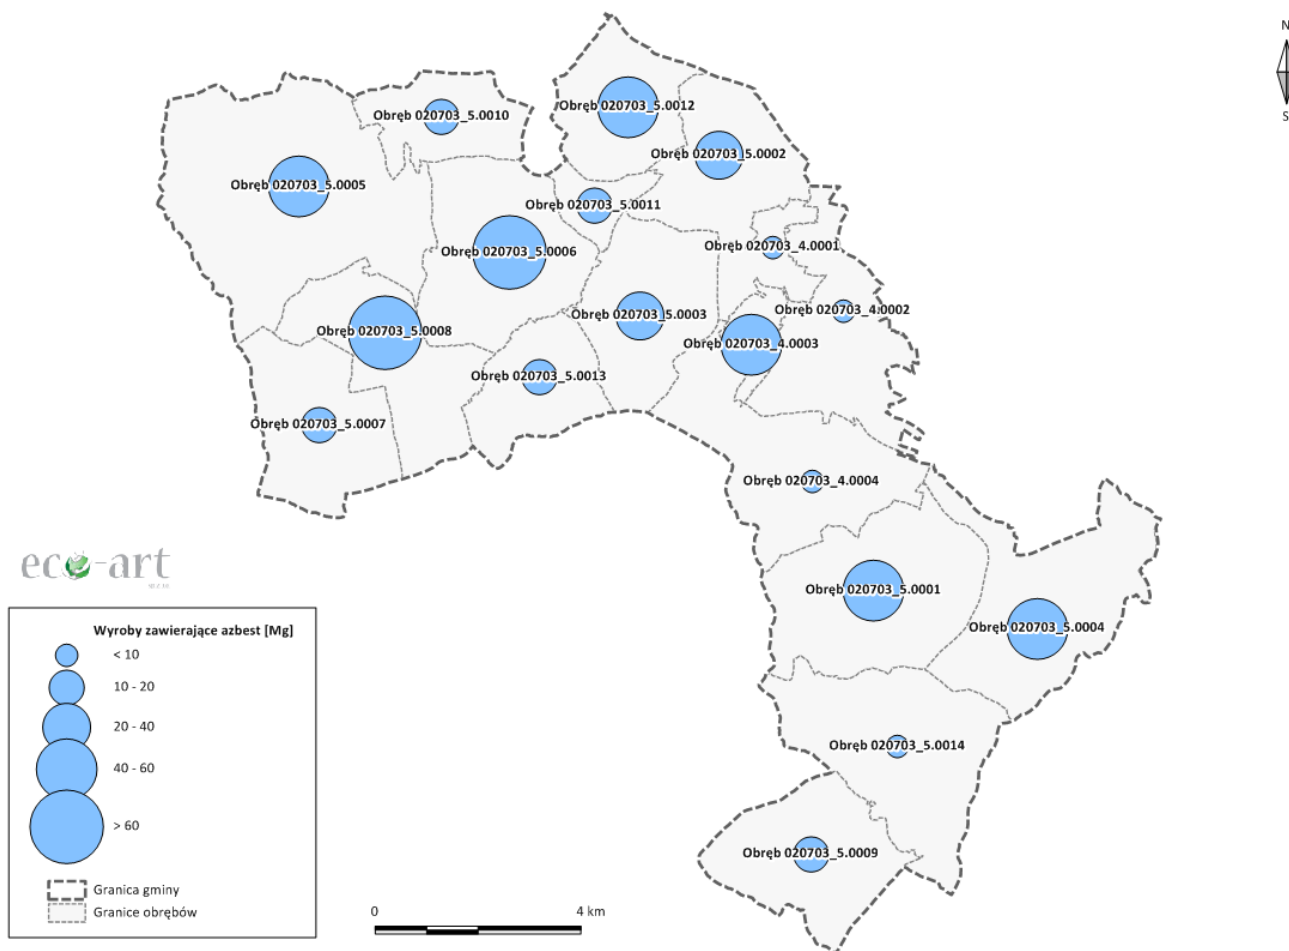 N
S
Obręb 020703_5.0012
Obręb 020703_5.0010
Obręb 020703_5.0002
Obręb 020703_5.0005
Obręb 020703_5.0011
Obręb 020703_4.0001
Obręb 020703_5.0006
Obręb 020703_4.0002
Obręb 020703_5.0003
Obręb 020703_5.0008
Obręb 020703_4.0003
Obręb 020703_5.0013
Obręb 020703_5.0007
Obręb 020703_4.0004
Obręb 020703_5.0001
Obręb 020703_5.0004
Obręb 020703_5.0014
Obręb 020703_5.0009
eco-art
Wyroby zawierające azbest [Mg]
< 10
10 - 20
20 - 40
40 - 60
> 60
Granica gminy
Granice obrębów
0 4 km